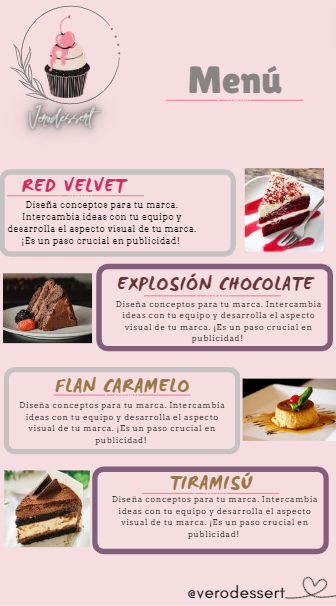 Verodessert
Menú
RED VELVET
Diseña conceptos para tu marca.
Intercambia ideas con tu equipo y
desarrolla el aspecto visual de tu marca.
¡Es un paso crucial en publicidad!
EXPLOSIÓN CHOCOLATE
Diseña conceptos para tu marca. Intercambia
ideas con tu equipo y desarrolla el aspecto
visual de tu marca. ¡Es un paso crucial en
publicidad!
FLAN CARAMELO
Diseña conceptos para tu marca. Intercambia
ideas con tu equipo y desarrolla el aspecto
visual de tu marca. ¡Es un paso crucial en
publicidad!
TIRAMISÚ
Diseña conceptos para tu marca. Intercambia
ideas con tu equipo y desarrolla el aspecto
visual de tu marca. ¡Es un paso crucial en
publicidad!
@verodessert